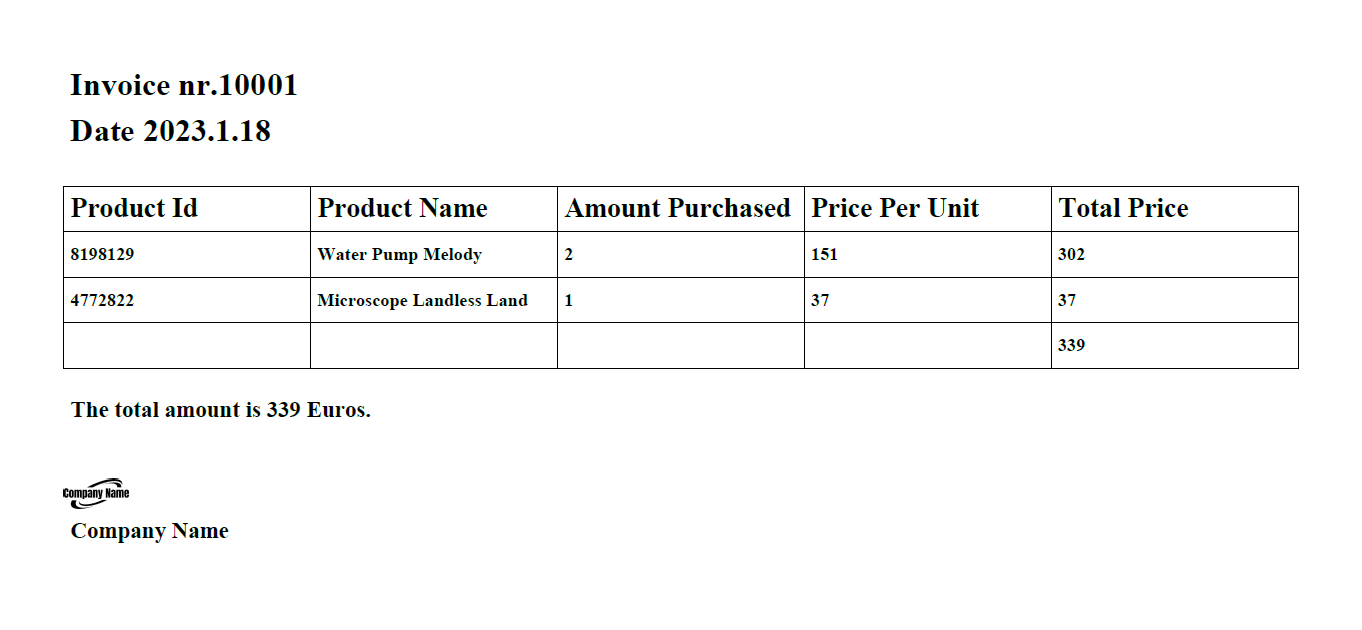 Invoice nr.10001
Date 2023.1.18
Product Id Product Name Amount Purchased Price Per Unit Total Price
8198129 Water Pump Melody 2 151 302
4772822 Microscope Landless Land 1 37 37
339
The total amount is 339 Euros.
Company Name
Company Name